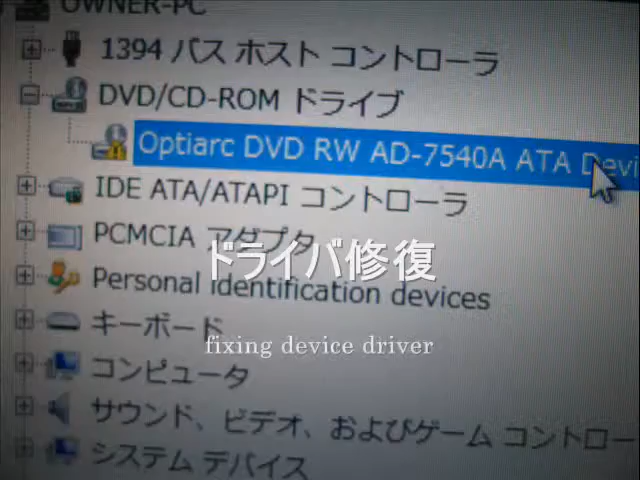 OWNER-PC
1394 バス ホスト コントローラ
DVD/CD-ROM ドライブ
Optiarc DVD RW AD-7540A ATA Devi
IDE ATA/ATAPI コントローラ
PCMCIA アダプタ
ドライバ修復
Personal identification devices
キーボード
fixing device driver
コンピュータ
サウンド、ビデオ、およびゲーム コントロー
システム デバイス